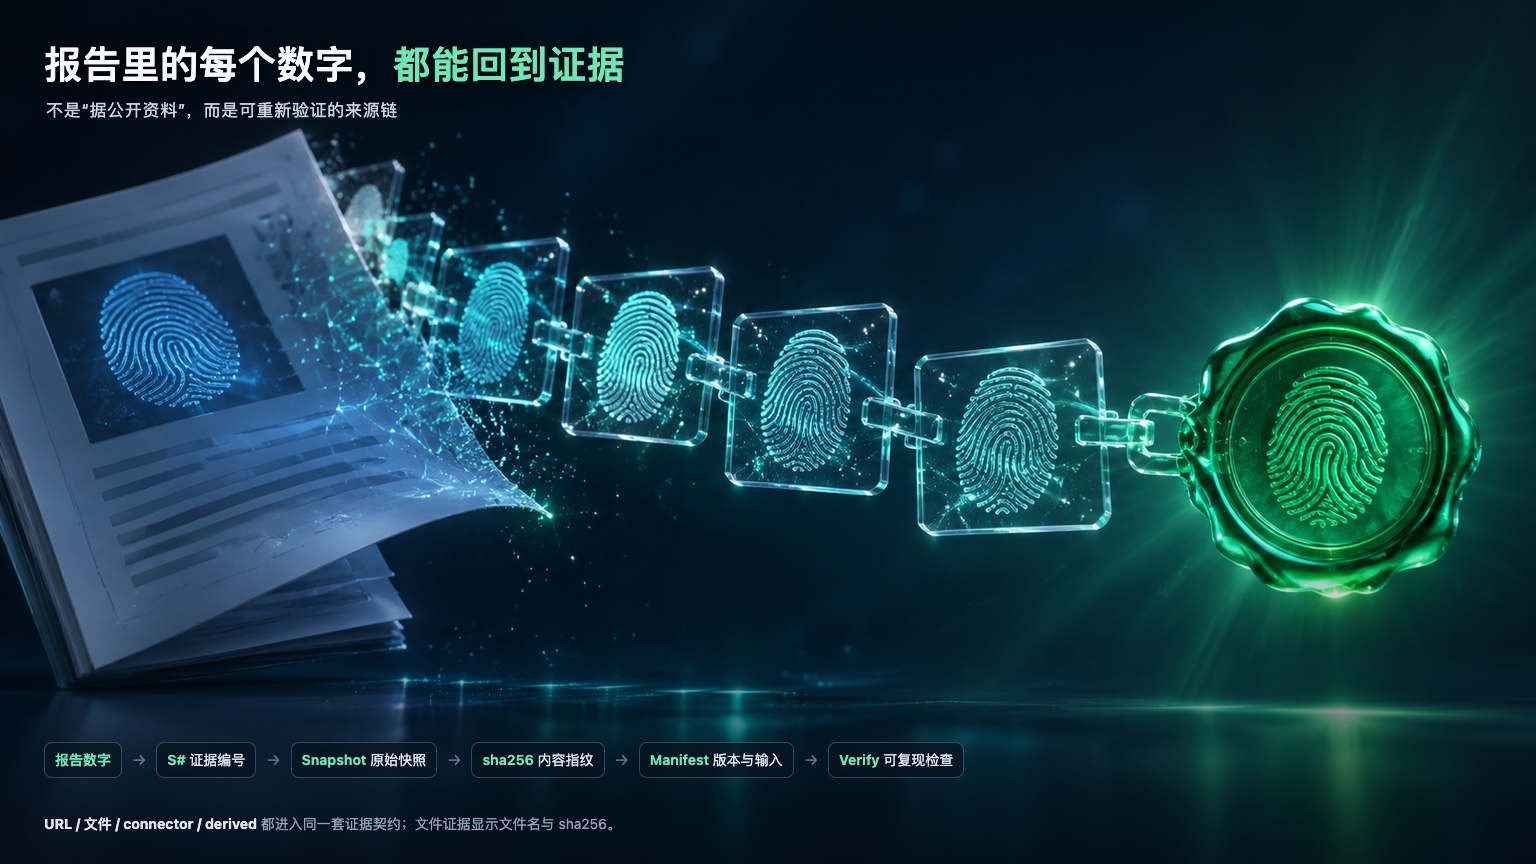 报告里的每个数字，都能回到证据
不是“据公开资料”，而是可重新验证的来源链
报告数字 → S# 证据编号 → Snapshot 原始快照 → sha256 内容指纹 → Manifest 版本与输入 → Verify 可复现检查
URL / 文件 / connector / derived 都进入同一套证据契约；文件证据显示文件名与 sha256。